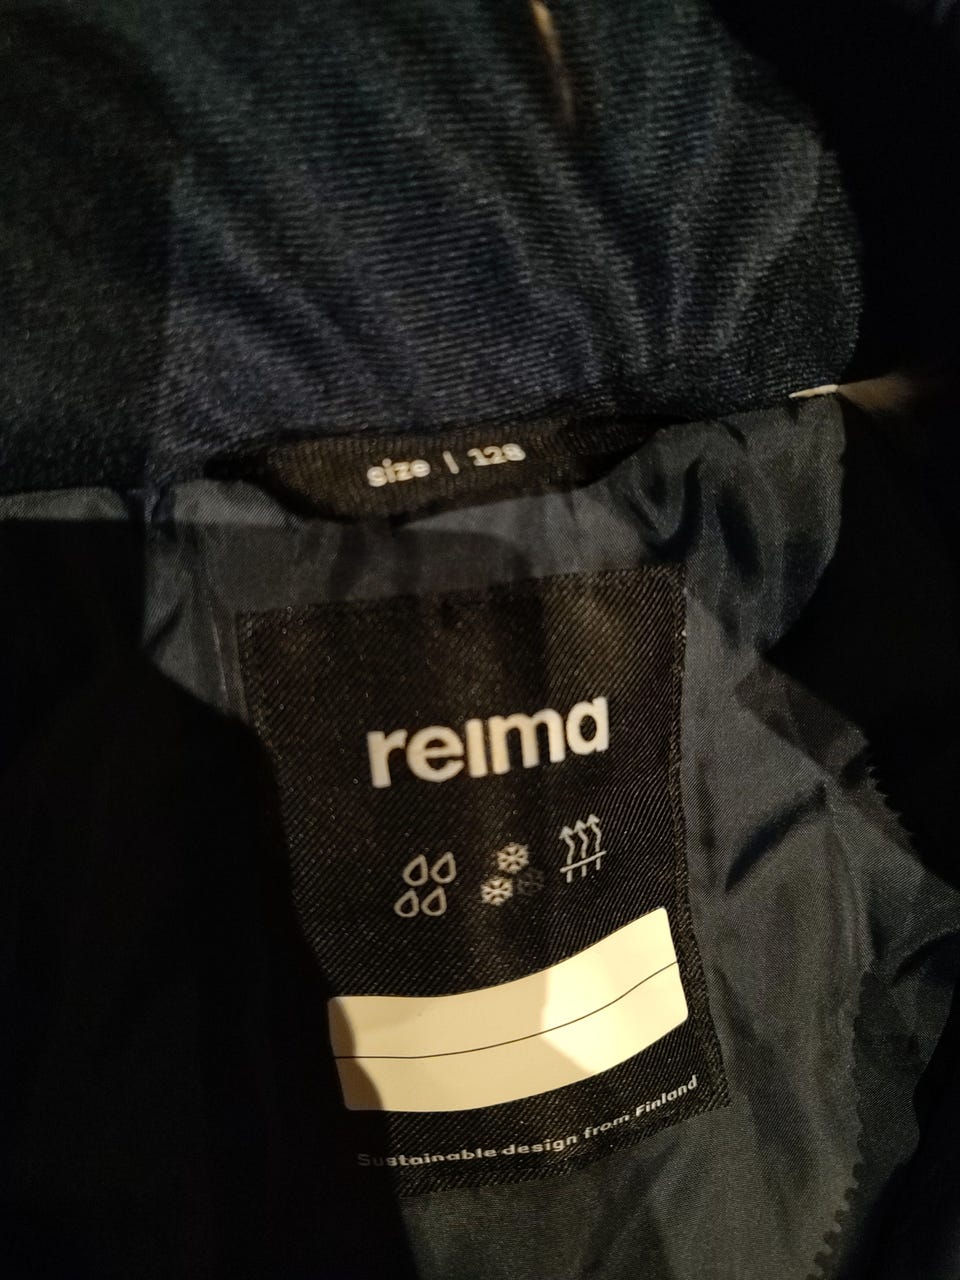 size | 128
reima
Sustainable design from Finland